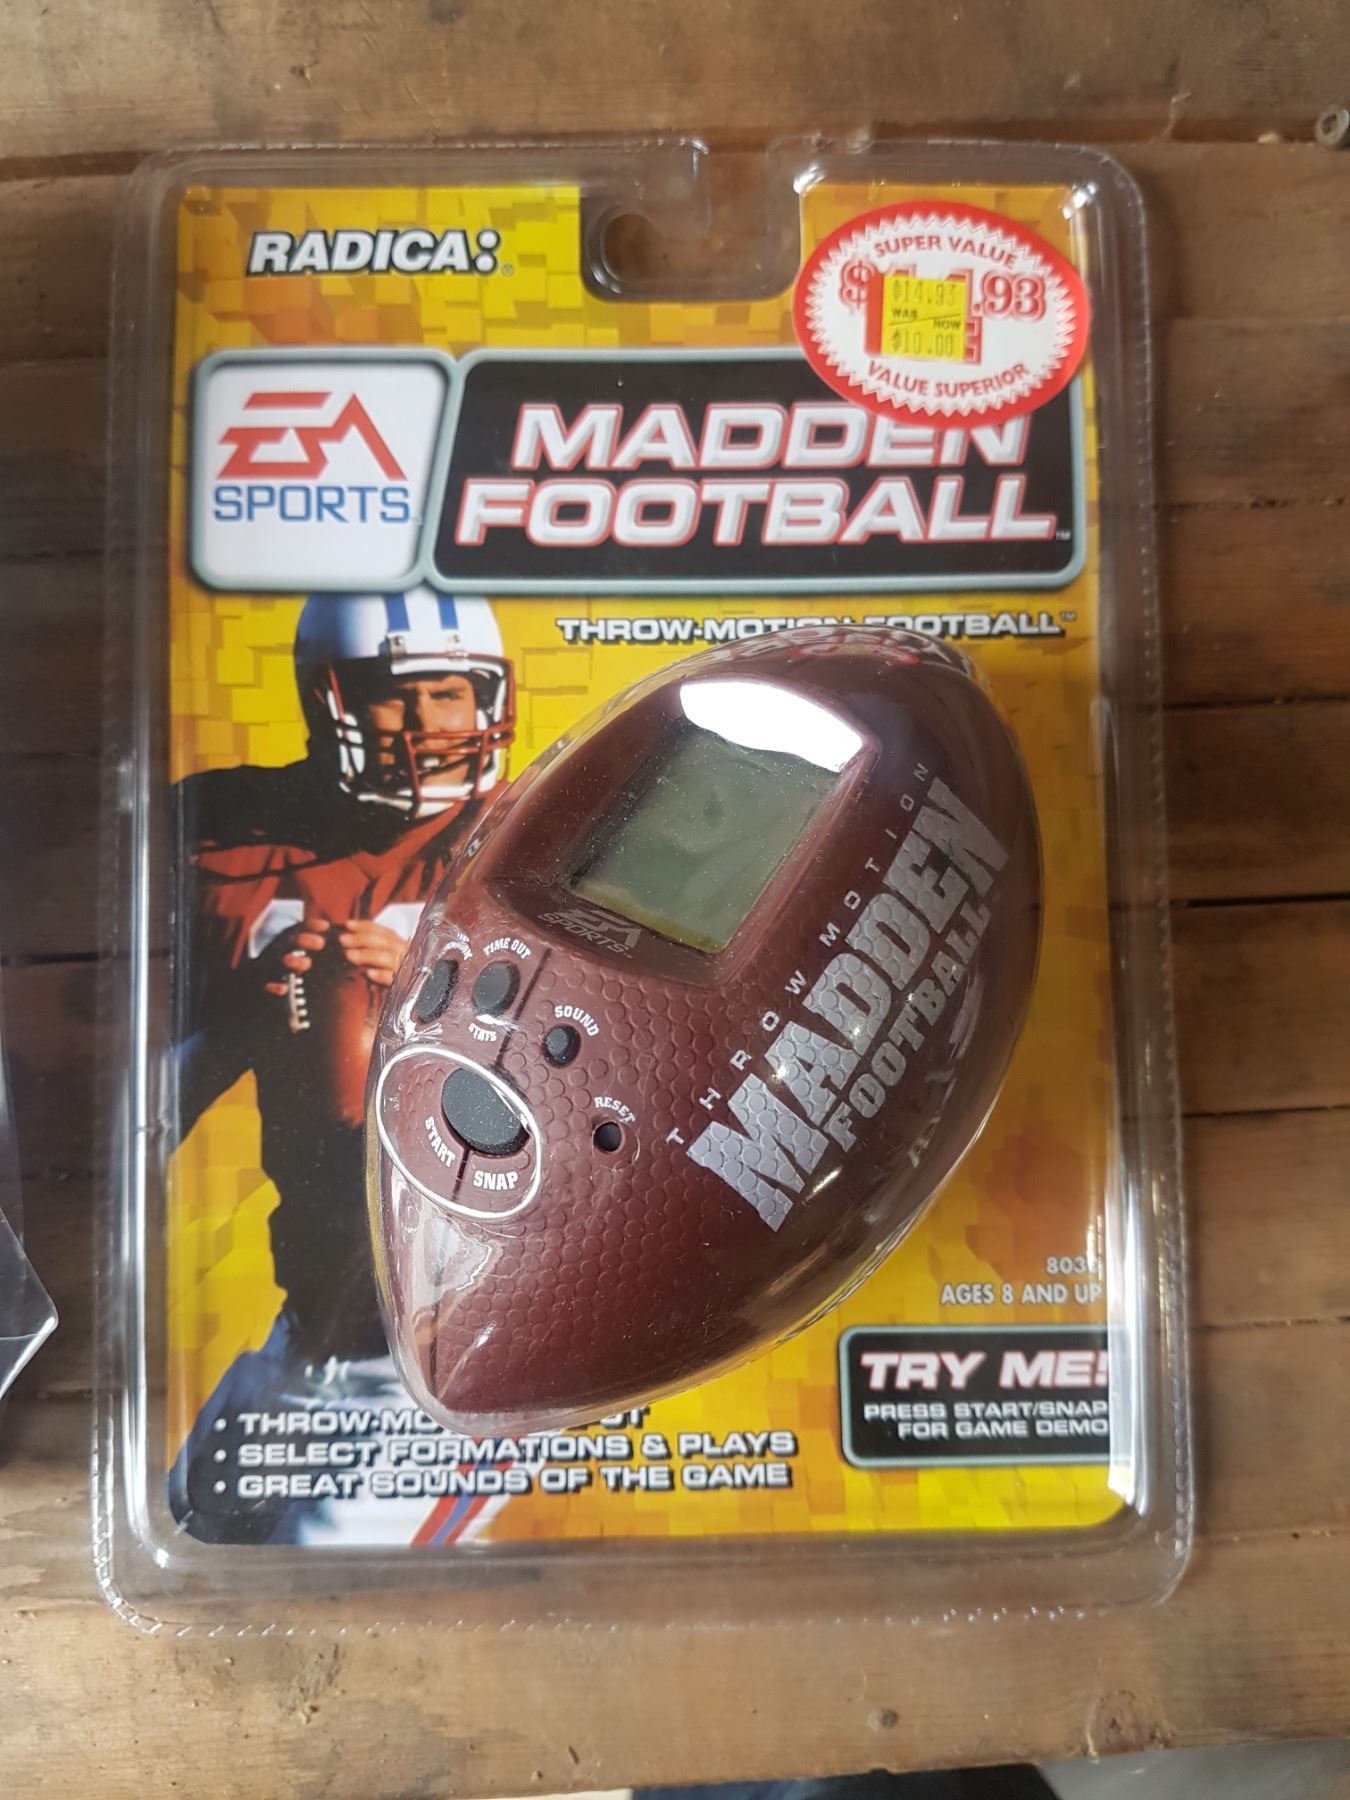 RADICA:
SUPER VALUE
$ .93
$14.93
WAS
NOW
$10.00
VALUE SUPERIOR
EA
SPORTS
MADDEN
FOOTBALL™
THROW-MOTION FOOTBALL™
EA
SPORTS
TIME OUT
STATS
SOUND
RESET
START
SNAP
THROW MOTION
MADDEN
FOOTBALL
AGES 8 AND UP
TRY ME!
PRESS START/SNAP
FOR GAME DEMO
• SELECT FORMATIONS & PLAYS
• GREAT SOUNDS OF THE GAME